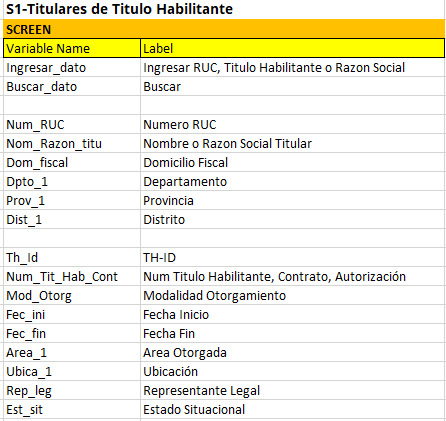 S1-Titulares de Titulo Habilitante
SCREEN
Variable Name Label
Ingresar_dato Ingresar RUC, Titulo Habilitante o Razon Social
Buscar_dato Buscar
Num_RUC Numero RUC
Nom_Razon_titu Nombre o Razon Social Titular
Dom_fiscal Domicilio Fiscal
Dpto_1 Departamento
Prov_1 Provincia
Dist_1 Distrito
Th_Id TH-ID
Num_Tit_Hab_Cont Num Titulo Habilitante, Contrato, Autorización
Mod_Otorg Modalidad Otorgamiento
Fec_ini Fecha Inicio
Fec_fin Fecha Fin
Area_1 Area Otorgada
Ubica_1 Ubicación
Rep_leg Representante Legal
Est_sit Estado Situacional